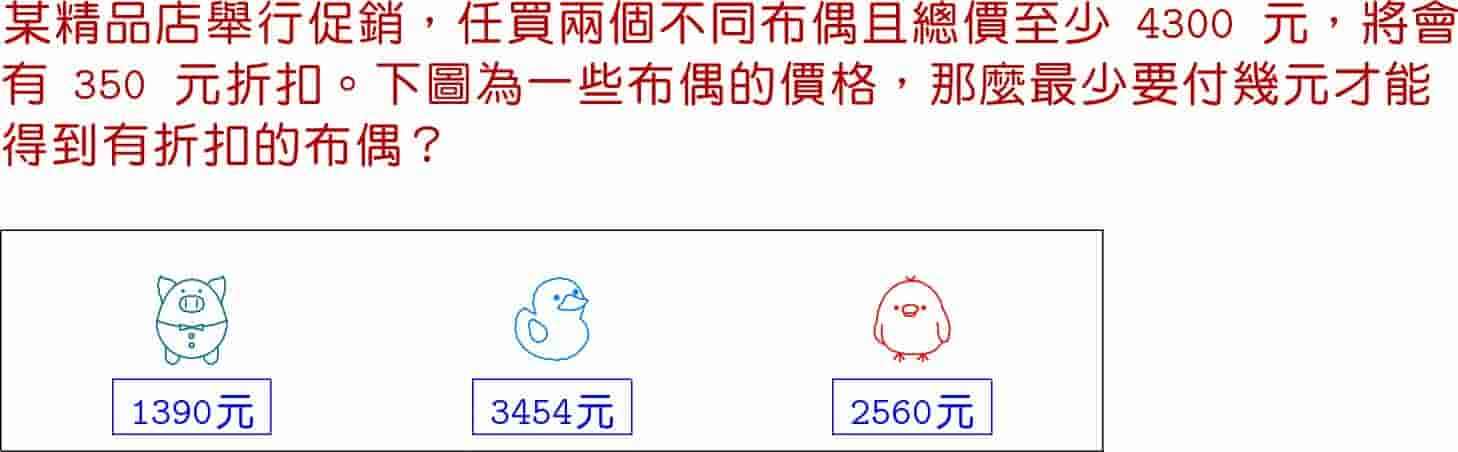 某精品店舉行促銷，任買兩個不同布偶且總價至少 4300 元，將會
有 350 元折扣。下圖為一些布偶的價格，那麼最少要付幾元才能
得到有折扣的布偶？
1390元 3454元 2560元